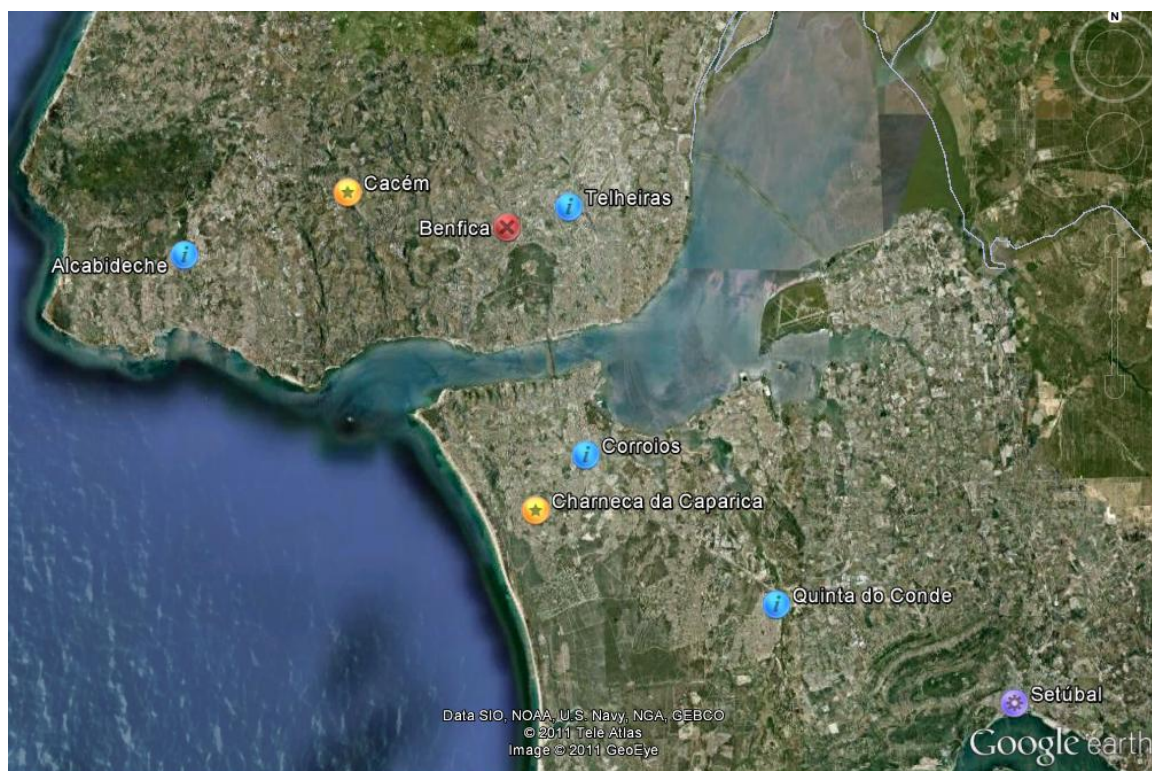 N
Cacém
Telheiras
Benfica
Alcabideche
Corroios
Charneca da Caparica
Quinta do Conde
Setúbal
Data SIO, NOAA, U.S. Navy, NGA, GEBCO
© 2011 Tele Atlas
Image © 2011 GeoEye
Google earth